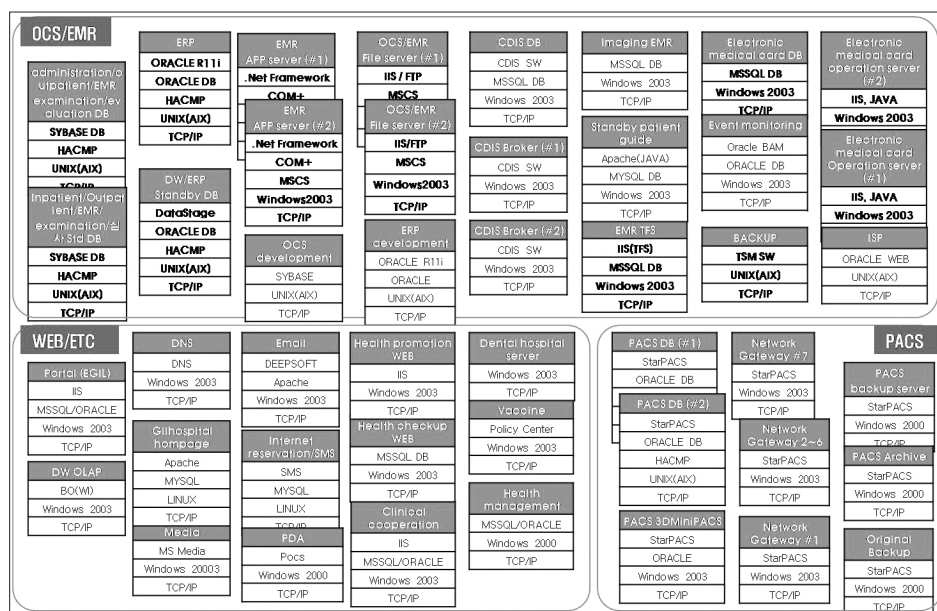 OCS/EMR
administration/o
utpatient/EMR
examination/ev
aluation DB
SYBASE DB
HACMP
UNIX(AIX)
TCP/IP
Inpatient/Outpat
ient/EMR/
examination/심
사Std DB
SYBASE DB
HACMP
UNIX(AIX)
TCP/IP
ERP
ORACLE R11i
ORACLE DB
HACMP
UNIX(AIX)
TCP/IP
DW/ERP
Standby DB
DataStage
ORACLE DB
HACMP
UNIX(AIX)
TCP/IP
EMR
APP server (#1)
.Net Framework
COM+
EMR
APP server (#2)
.Net Framework
COM+
MSCS
Windows2003
TCP/IP
OCS
development
SYBASE
UNIX(AIX)
TCP/IP
OCS/EMR
File server (#1)
IIS / FTP
MSCS
OCS/EMR
File server (#2)
IIS/FTP
MSCS
Windows2003
TCP/IP
ERP
development
ORACLE R11i
ORACLE
UNIX(AIX)
TCP/IP
CDIS DB
CDIS SW
MSSQL DB
Windows 2003
TCP/IP
CDIS Broker (#1)
CDIS SW
Windows 2003
TCP/IP
CDIS Broker (#2)
CDIS SW
Windows 2003
TCP/IP
Imaging EMR
MSSQL DB
Windows 2003
TCP/IP
Standby patient
guide
Apache(JAVA)
MYSQL DB
Windows 2003
TCP/IP
EMR TFS
IIS(TFS)
MSSQL DB
Windows 2003
TCP/IP
Electronic
medical card DB
MSSQL DB
Windows 2003
TCP/IP
Event monitoring
Oracle BAM
ORACLE DB
Windows 2003
TCP/IP
BACKUP
TSM SW
UNIX(AIX)
TCP/IP
Electronic
medical card
operation server
(#2)
IIS, JAVA
Windows 2003
Electronic
medical card
Operation server
(#1)
IIS, JAVA
Windows 2003
ISP
ORACLE WEB
UNIX(AIX)
TCP/IP
WEB/ETC
Portal (EGIL)
IIS
MSSQL/ORACLE
Windows 2003
TCP/IP
DW OLAP
BO(WI)
Windows 2003
TCP/IP
DNS
DNS
Windows 2003
TCP/IP
Gilhospital
hompage
Apache
MYSQL
LINUX
TCP/IP
Media
MS Media
Windows 20003
TCP/IP
Email
DEEPSOFT
Apache
Windows 2003
TCP/IP
Internet
reservation/SMS
SMS
MYSQL
LINUX
TCP/IP
PDA
Pocs
Windows 2000
TCP/IP
Health promotion
WEB
IIS
Windows 2003
TCP/IP
Health checkup
WEB
MSSQL DB
Windows 2003
TCP/IP
Clinical
cooperation
IIS
MSSQL/ORACLE
Windows 2003
TCP/IP
Dental hospital
server
Windows 2003
TCP/IP
Vaccine
Policy Center
Windows 2003
TCP/IP
Health
management
MSSQL/ORACLE
Windows 2000
TCP/IP
PACS
PACS DB (#1)
StarPACS
ORACLE DB
PACS DB (#2)
StarPACS
ORACLE DB
HACMP
UNIX(AIX)
TCP/IP
PACS 3DMiniPACS
StarPACS
ORACLE
Windows 2003
TCP/IP
Network
Gateway #7
StarPACS
Windows 2003
TCP/IP
Network
Gateway 2~6
StarPACS
Windows 2003
TCP/IP
Network
Gateway #1
StarPACS
Windows 2003
TCP/IP
PACS
backup server
StarPACS
Windows 2000
TCP/IP
PACS Archive
StarPACS
Windows 2000
TCP/IP
Original
Backup
StarPACS
Windows 2000
TCP/IP